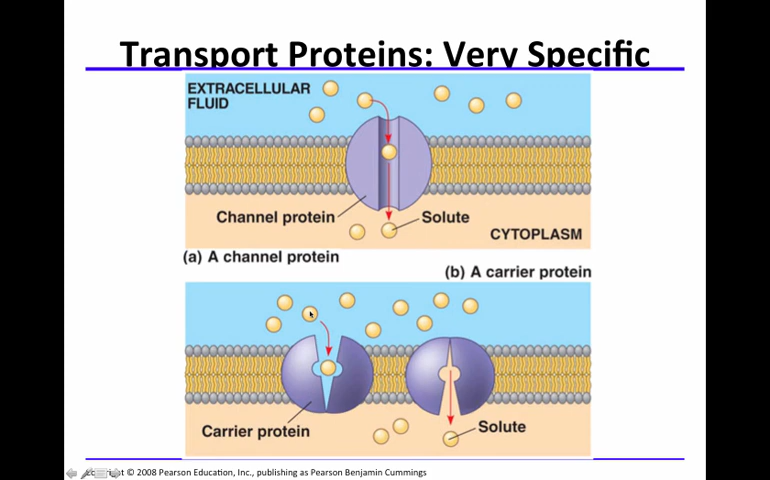 Transport Proteins: Very Specific
EXTRACELLULAR
FLUID
Channel protein
Solute
CYTOPLASM
(a) A channel protein
(b) A carrier protein
Carrier protein
Solute
© 2008 Pearson Education, Inc., publishing as Pearson Benjamin Cummings